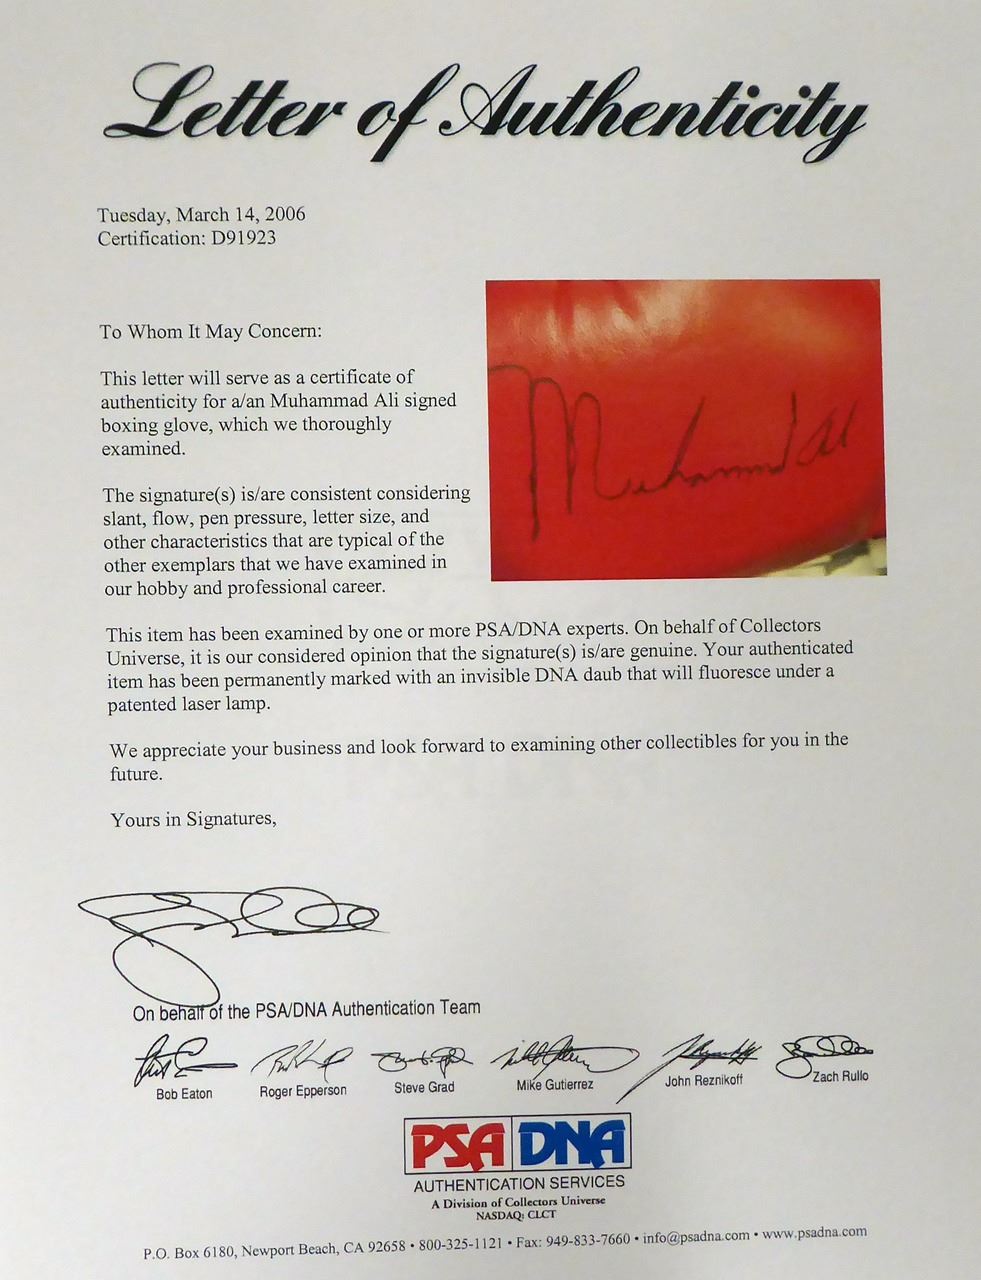 Letter of Authenticity
Tuesday, March 14, 2006
Certification: D91923
To Whom It May Concern:
This letter will serve as a certificate of
authenticity for a/an Muhammad Ali signed
boxing glove, which we thoroughly
examined.
Muhammad Ali
The signature(s) is/are consistent considering
slant, flow, pen pressure, letter size, and
other characteristics that are typical of the
other exemplars that we have examined in
our hobby and professional career.
This item has been examined by one or more PSA/DNA experts. On behalf of Collectors
Universe, it is our considered opinion that the signature(s) is/are genuine. Your authenticated
item has been permanently marked with an invisible DNA daub that will fluoresce under a
patented laser lamp.
We appreciate your business and look forward to examining other collectibles for you in the
future.
Yours in Signatures,
On behalf of the PSA/DNA Authentication Team
Bob Eaton Roger Epperson Steve Grad Mike Gutierrez John Reznikoff Zach Rullo
PSA DNA
AUTHENTICATION SERVICES
A Division of Collectors Universe
NASDAQ: CLCT
P.O. Box 6180, Newport Beach, CA 92658 • 800-325-1121 • Fax: 949-833-7660 • info@psadna.com • www.psadna.com